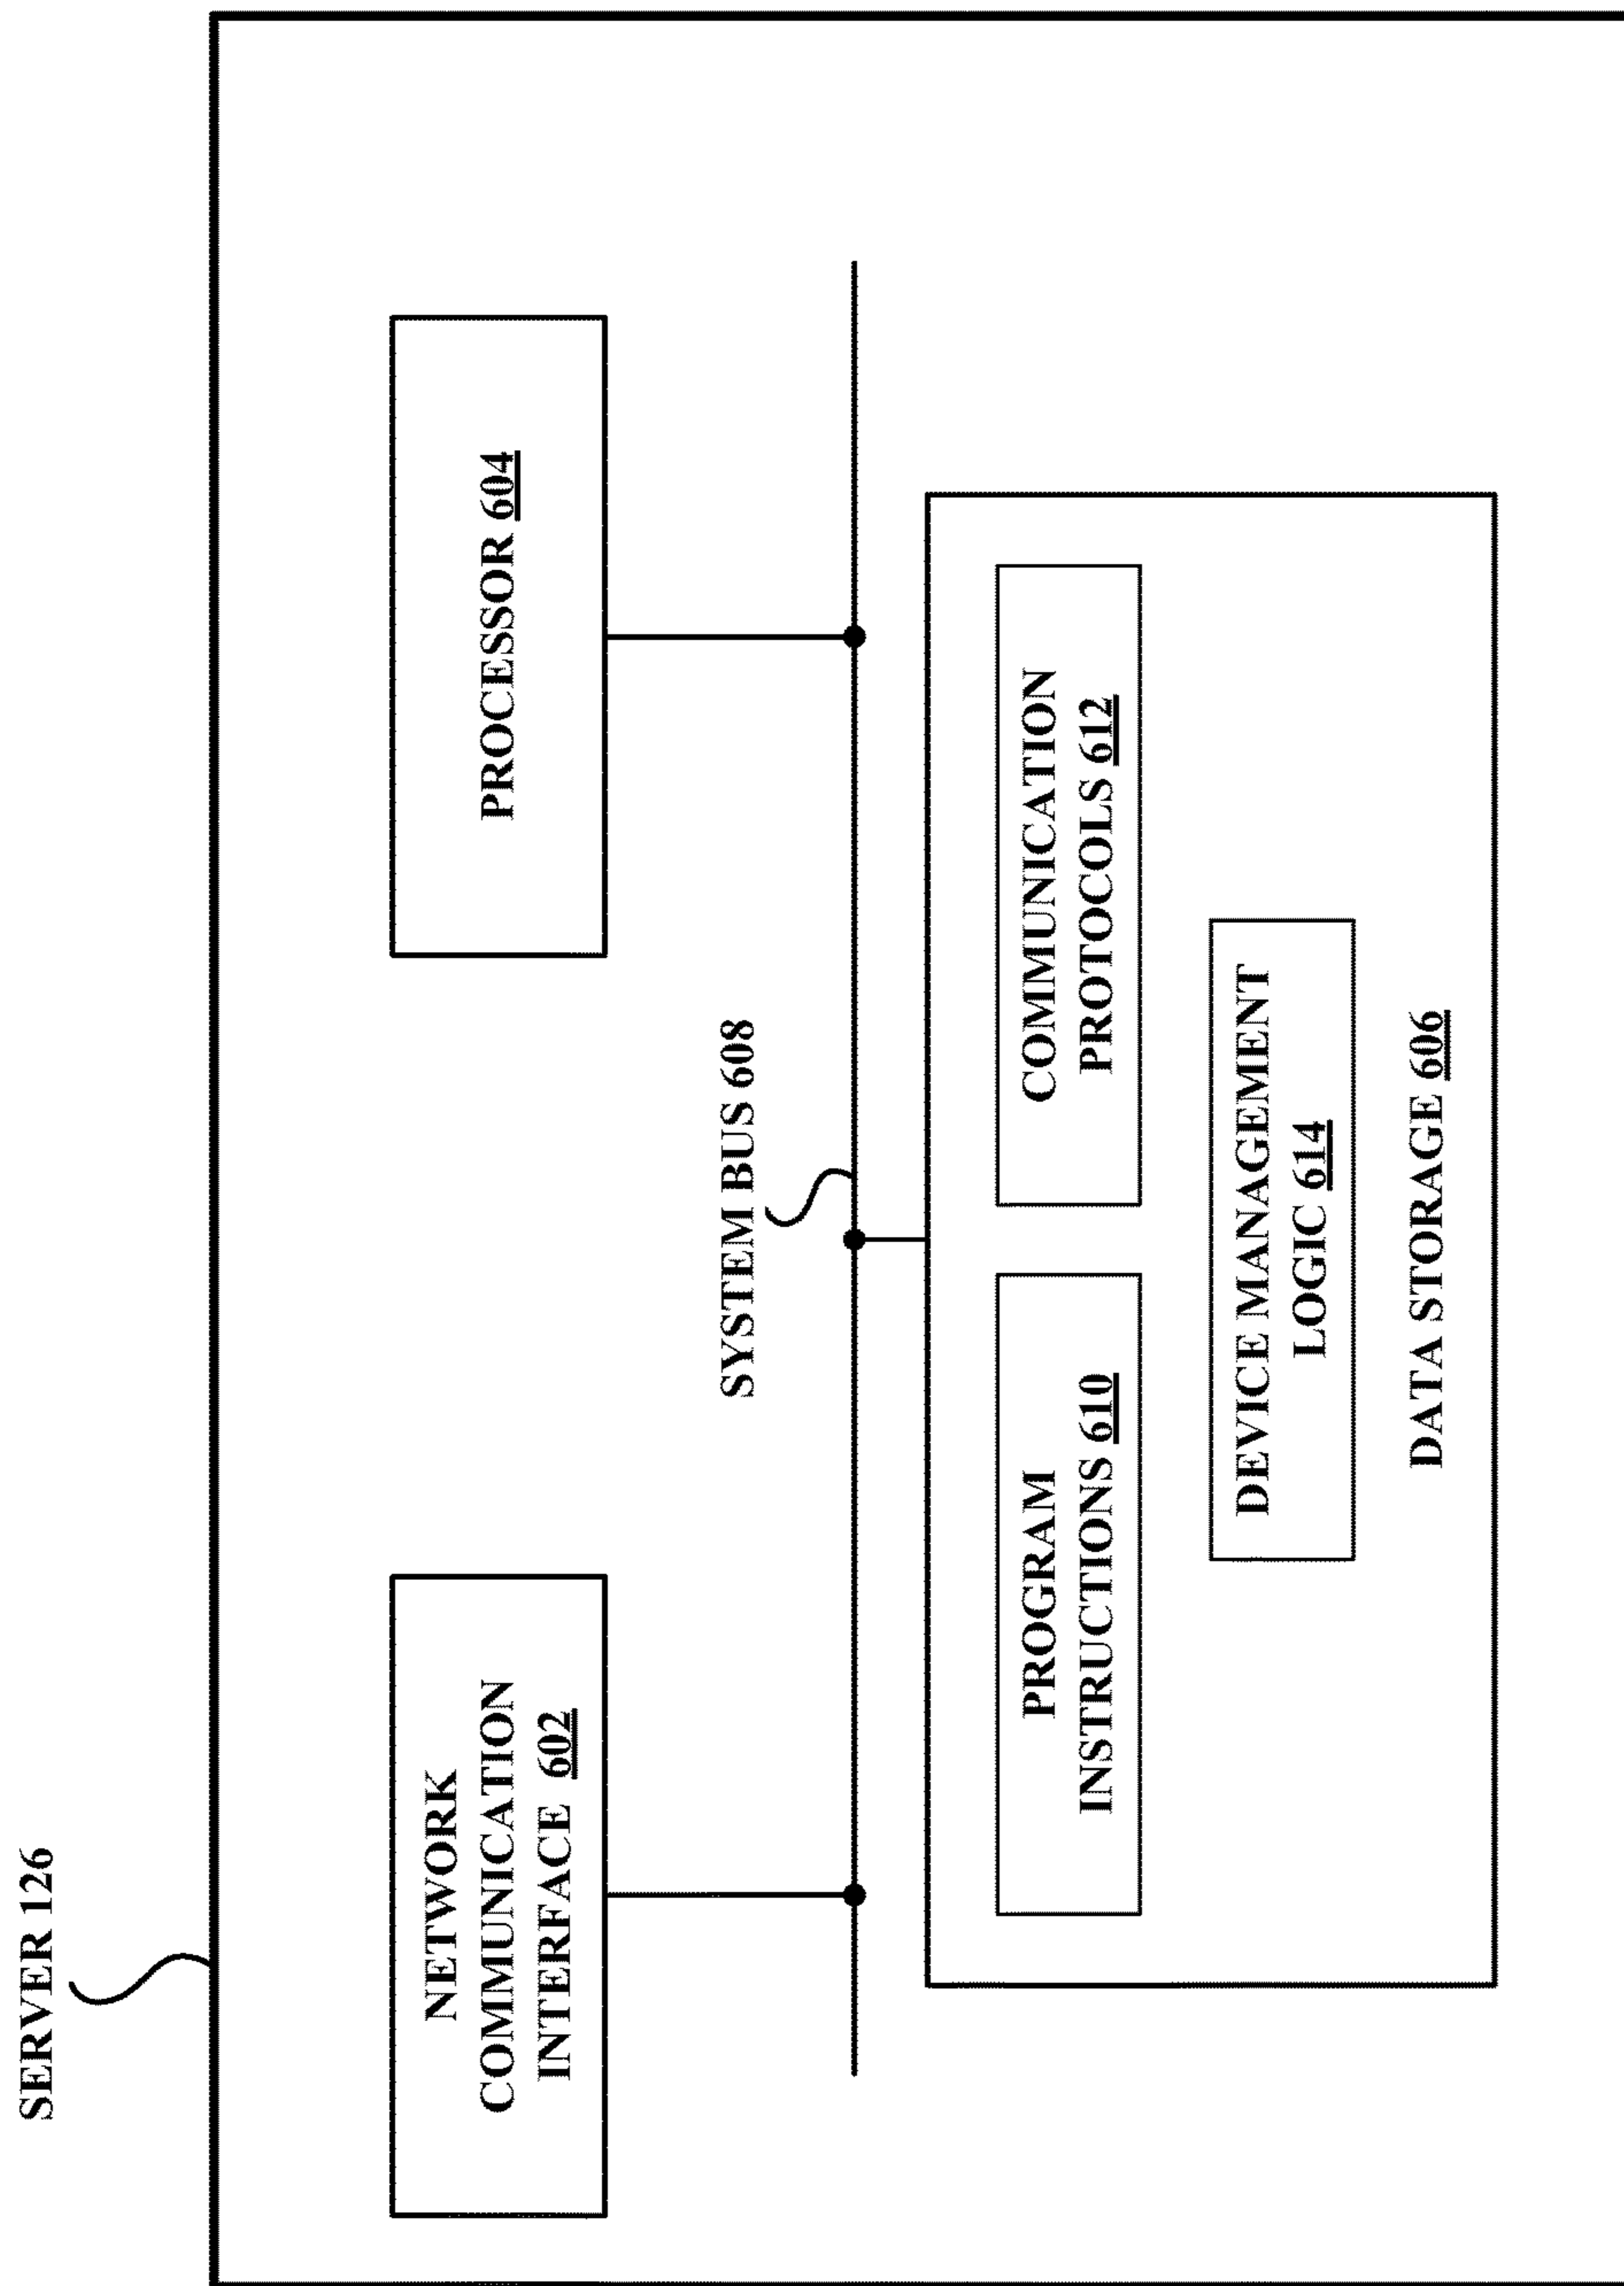 SERVER 126
NETWORK
COMMUNICATION
INTERFACE 602
PROCESSOR 604
SYSTEM BUS 608
PROGRAM
INSTRUCTIONS 610
COMMUNICATION
PROTOCOLS 612
DEVICE MANAGEMENT
LOGIC 614
DATA STORAGE 606